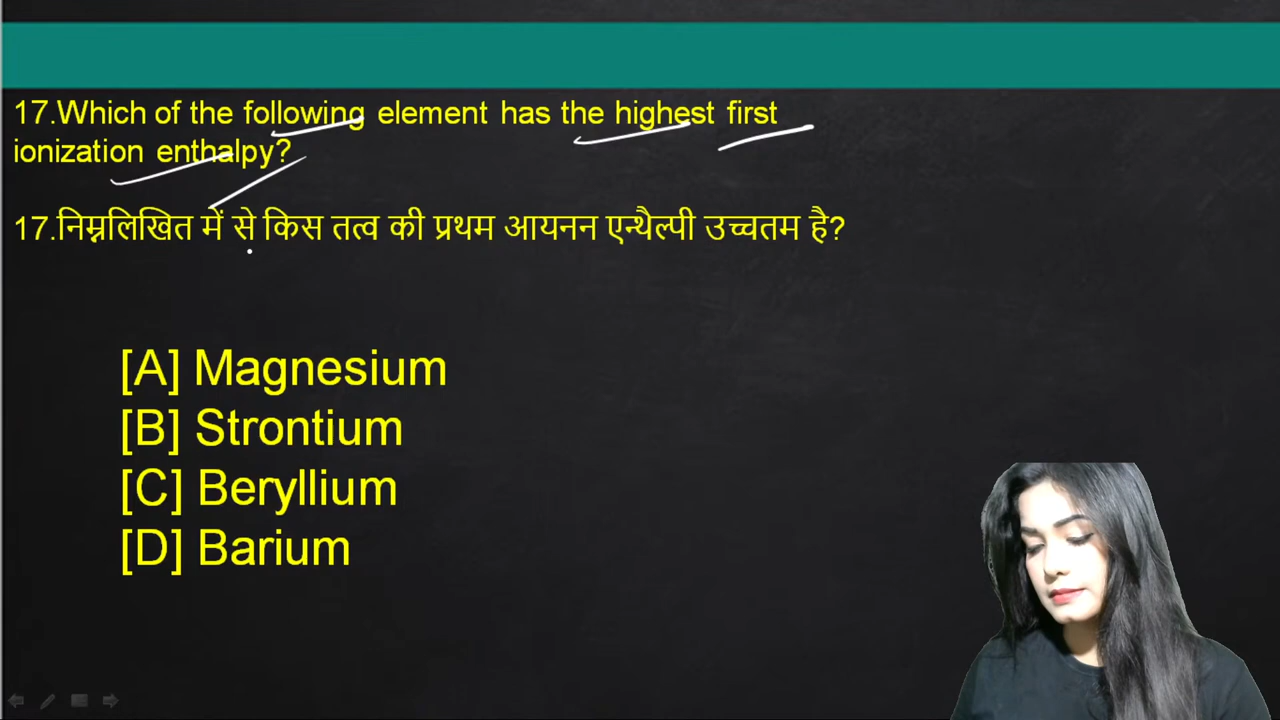 17.Which of the following element has the highest first
ionization enthalpy?
17.निम्नलिखित में से किस तत्व की प्रथम आयनन एन्थैल्पी उच्चतम है?
[A] Magnesium
[B] Strontium
[C] Beryllium
[D] Barium